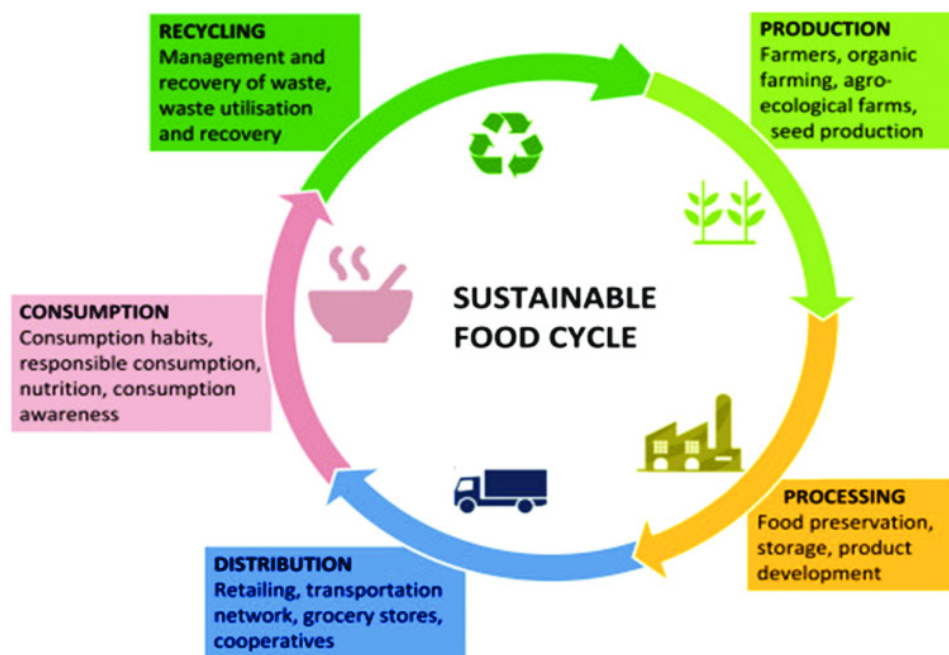 RECYCLING
Management and
recovery of waste,
waste utilisation
and recovery
PRODUCTION
Farmers, organic
farming, agro-
ecological farms,
seed production
SUSTAINABLE
FOOD CYCLE
CONSUMPTION
Consumption habits,
responsible consumption,
nutrition, consumption
awareness
PROCESSING
Food preservation,
storage, product
development
DISTRIBUTION
Retailing, transportation
network, grocery stores,
cooperatives